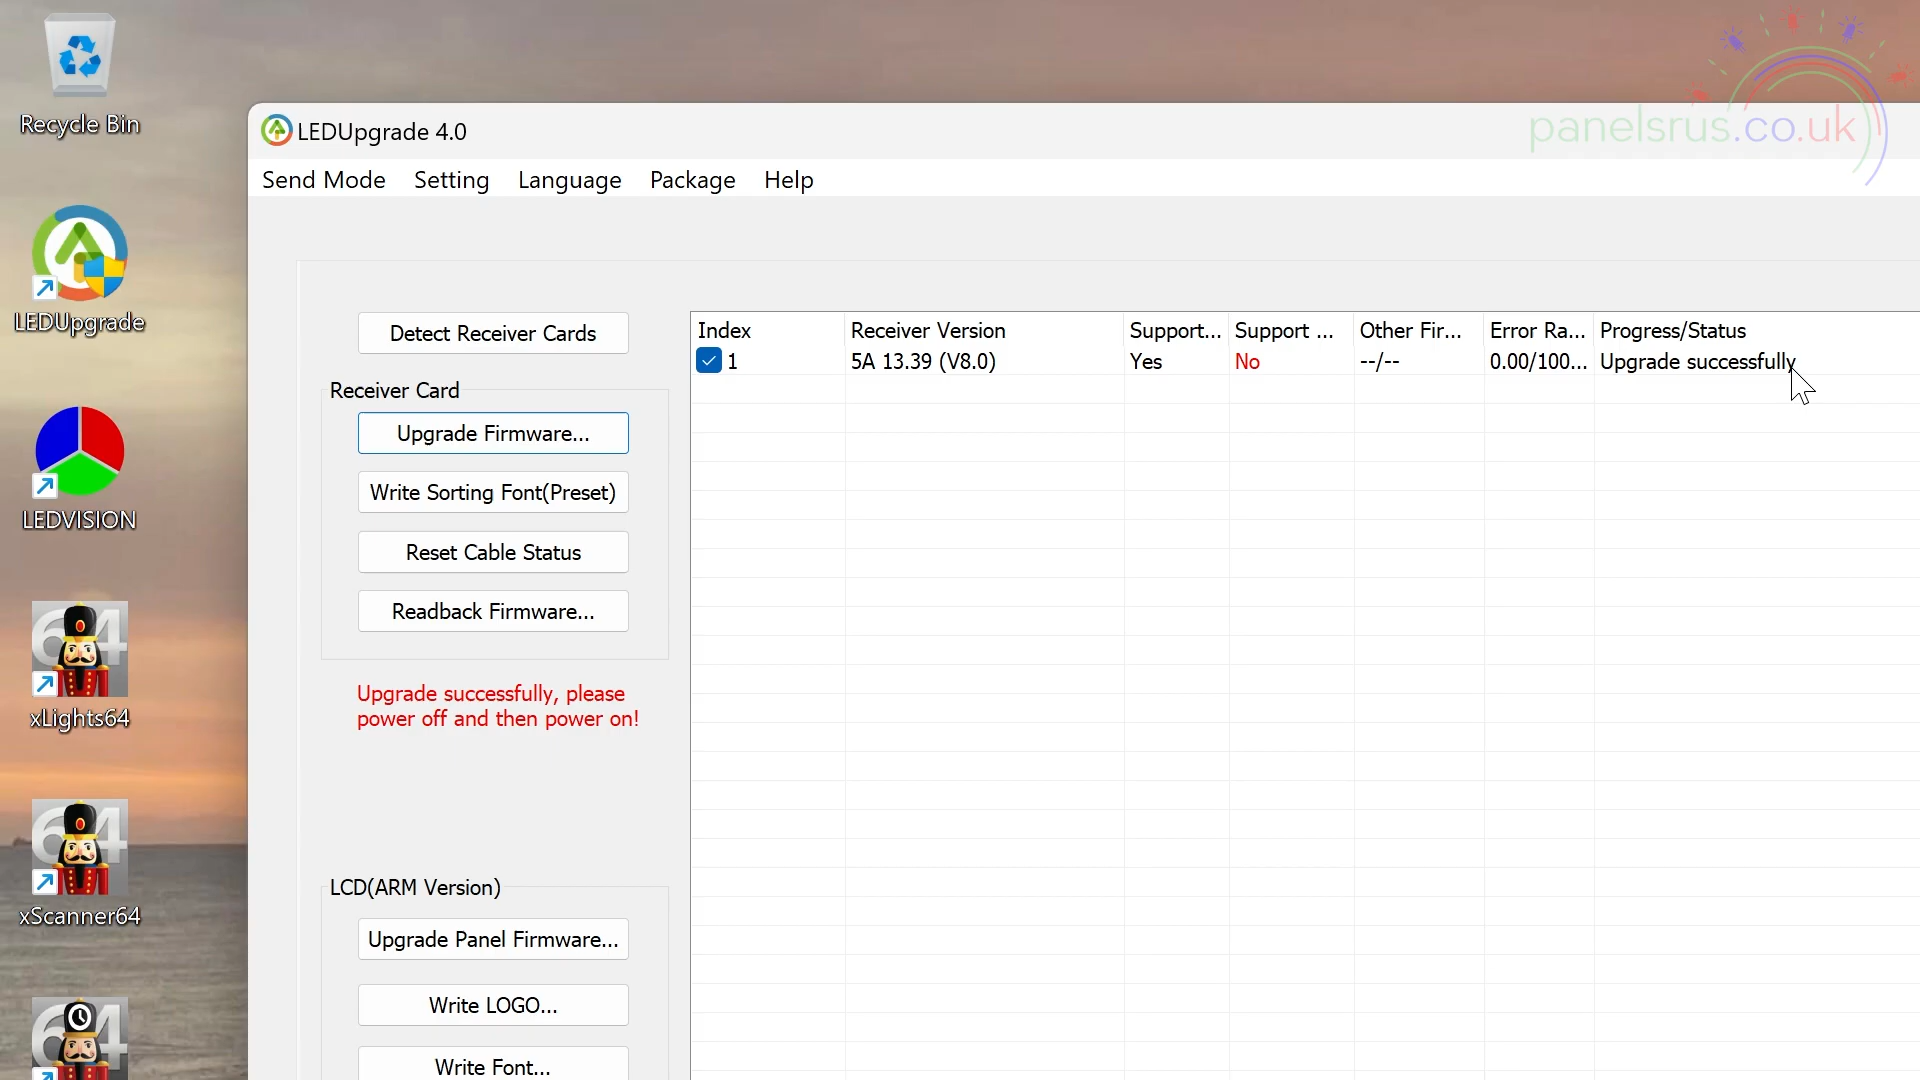 Recycle Bin
LEDUpgrade
LEDVISION
xLights64
xScanner64
panelsrus.co.uk
LEDUpgrade 4.0
Send Mode Setting Language Package Help
Detect Receiver Cards
Receiver Card
Upgrade Firmware...
Write Sorting Font(Preset)
Reset Cable Status
Readback Firmware...
Upgrade successfully, please
power off and then power on!
LCD(ARM Version)
Upgrade Panel Firmware...
Write LOGO...
Write Font...
Index Receiver Version Support... Support ... Other Fir... Error Ra... Progress/Status
1 5A 13.39 (V8.0) Yes No --/-- 0.00/100... Upgrade successfully